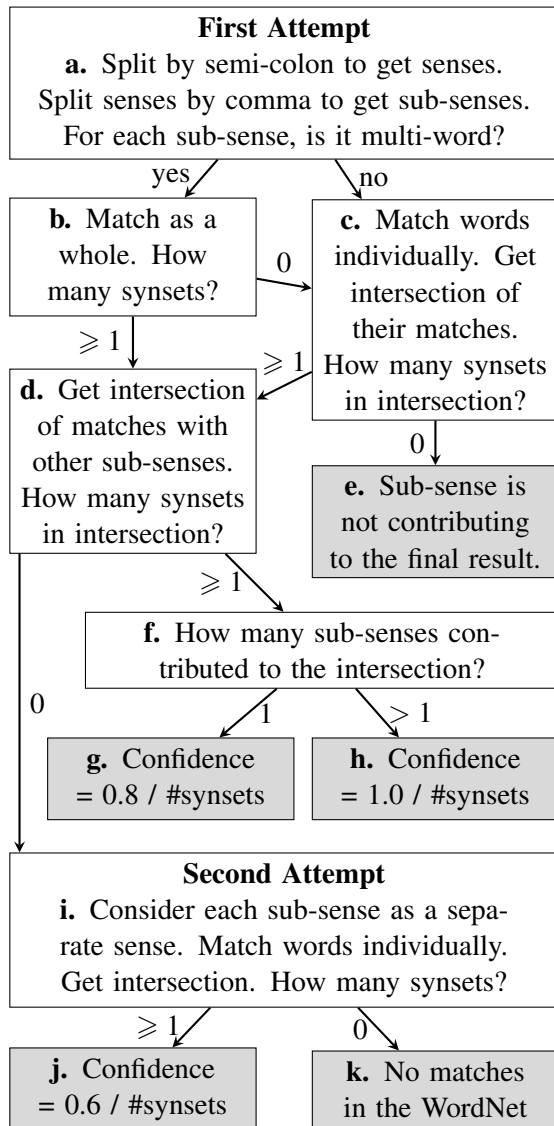 First Attempt
a. Split by semi-colon to get senses.
Split senses by comma to get sub-senses.
For each sub-sense, is it multi-word?
yes
no
b. Match as a
whole. How
many synsets?
0
c. Match words
individually. Get
intersection of
their matches.
How many synsets
in intersection?
⩾ 1
⩾ 1
d. Get intersection
of matches with
other sub-senses.
How many synsets
in intersection?
0
e. Sub-sense is
not contributing
to the final result.
⩾ 1
f. How many sub-senses con-
tributed to the intersection?
0
1
> 1
g. Confidence
= 0.8 / #synsets
h. Confidence
= 1.0 / #synsets
Second Attempt
i. Consider each sub-sense as a sepa-
rate sense. Match words individually.
Get intersection. How many synsets?
⩾ 1
0
j. Confidence
= 0.6 / #synsets
k. No matches
in the WordNet